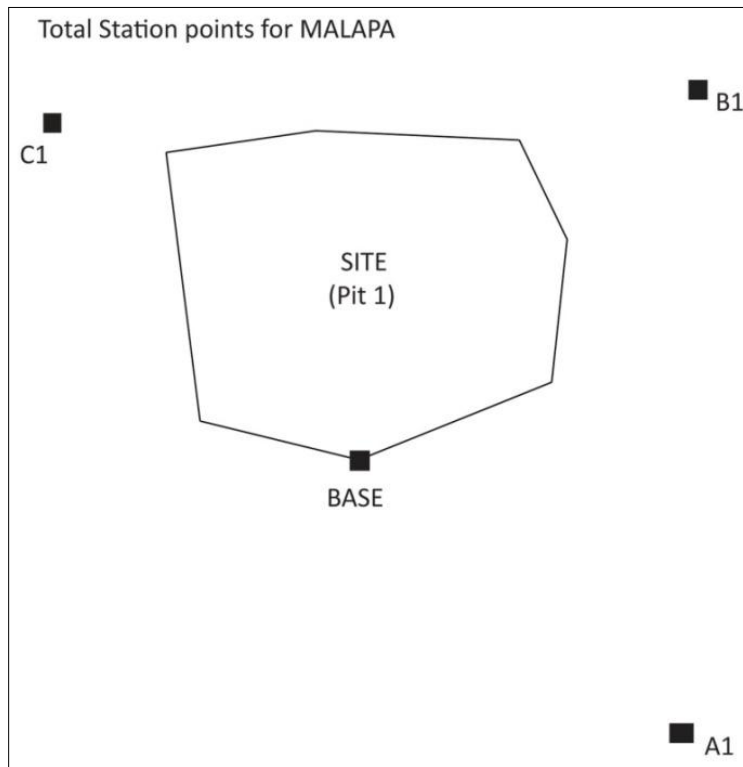 Total Station points for MALAPA
B1
C1
SITE
(Pit 1)
BASE
A1